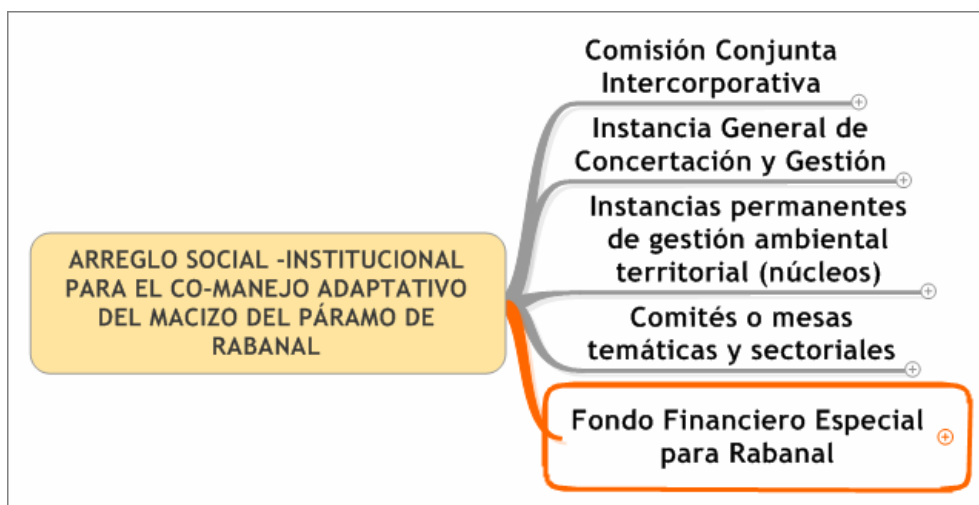 Comisión Conjunta
Intercorporativa
Instancia General de
Concertación y Gestión
Instancias permanentes
de gestión ambiental
territorial (núcleos)
ARREGLO SOCIAL -INSTITUCIONAL
PARA EL CO-MANEJO ADAPTATIVO
DEL MACIZO DEL PÁRAMO DE
RABANAL
Comités o mesas
temáticas y sectoriales
Fondo Financiero Especial
para Rabanal